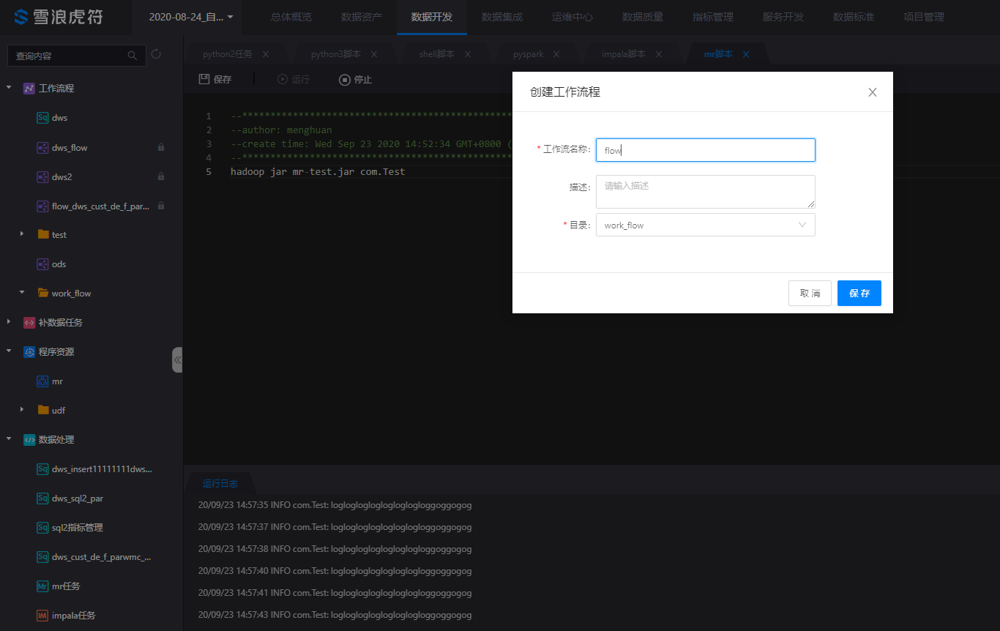 雪浪虎符
2020-08-24_自...
总体概览
数据资产
数据开发
数据集成
运维中心
数据质量
指标管理
服务开发
数据标准
项目管理
查询内容
工作流程
Sq dws
dws_flow
dws2
flow_dws_cust_de_f_par...
test
ods
work_flow
补数据任务
程序资源
mr
udf
数据处理
Sq dws_insert11111111dws...
Sq dws_sql2_par
Sq sql2指标管理
Sq dws_cust_de_f_parwmc_...
Mr mr任务
IM impala任务
python2任务
python3脚本
shell脚本
pyspark
impala脚本
mr脚本
保存
运行
停止
1 --************************************************
2 --author: menghuan
3 --create time: Wed Sep 23 2020 14:52:34 GMT+0800 (
4 --************************************************
5 hadoop jar mr-test.jar com.Test
创建工作流程
* 工作流名称: flow
描述: 请输入描述
* 目录: work_flow
取 消
保 存
运行日志
20/09/23 14:57:35 INFO com.Test: logloglogloglogloglogloggoggogog
20/09/23 14:57:37 INFO com.Test: logloglogloglogloglogloggoggogog
20/09/23 14:57:38 INFO com.Test: logloglogloglogloglogloggoggogog
20/09/23 14:57:40 INFO com.Test: logloglogloglogloglogloggoggogog
20/09/23 14:57:41 INFO com.Test: logloglogloglogloglogloggoggogog
20/09/23 14:57:43 INFO com.Test: logloglogloglogloglogloggoggogog